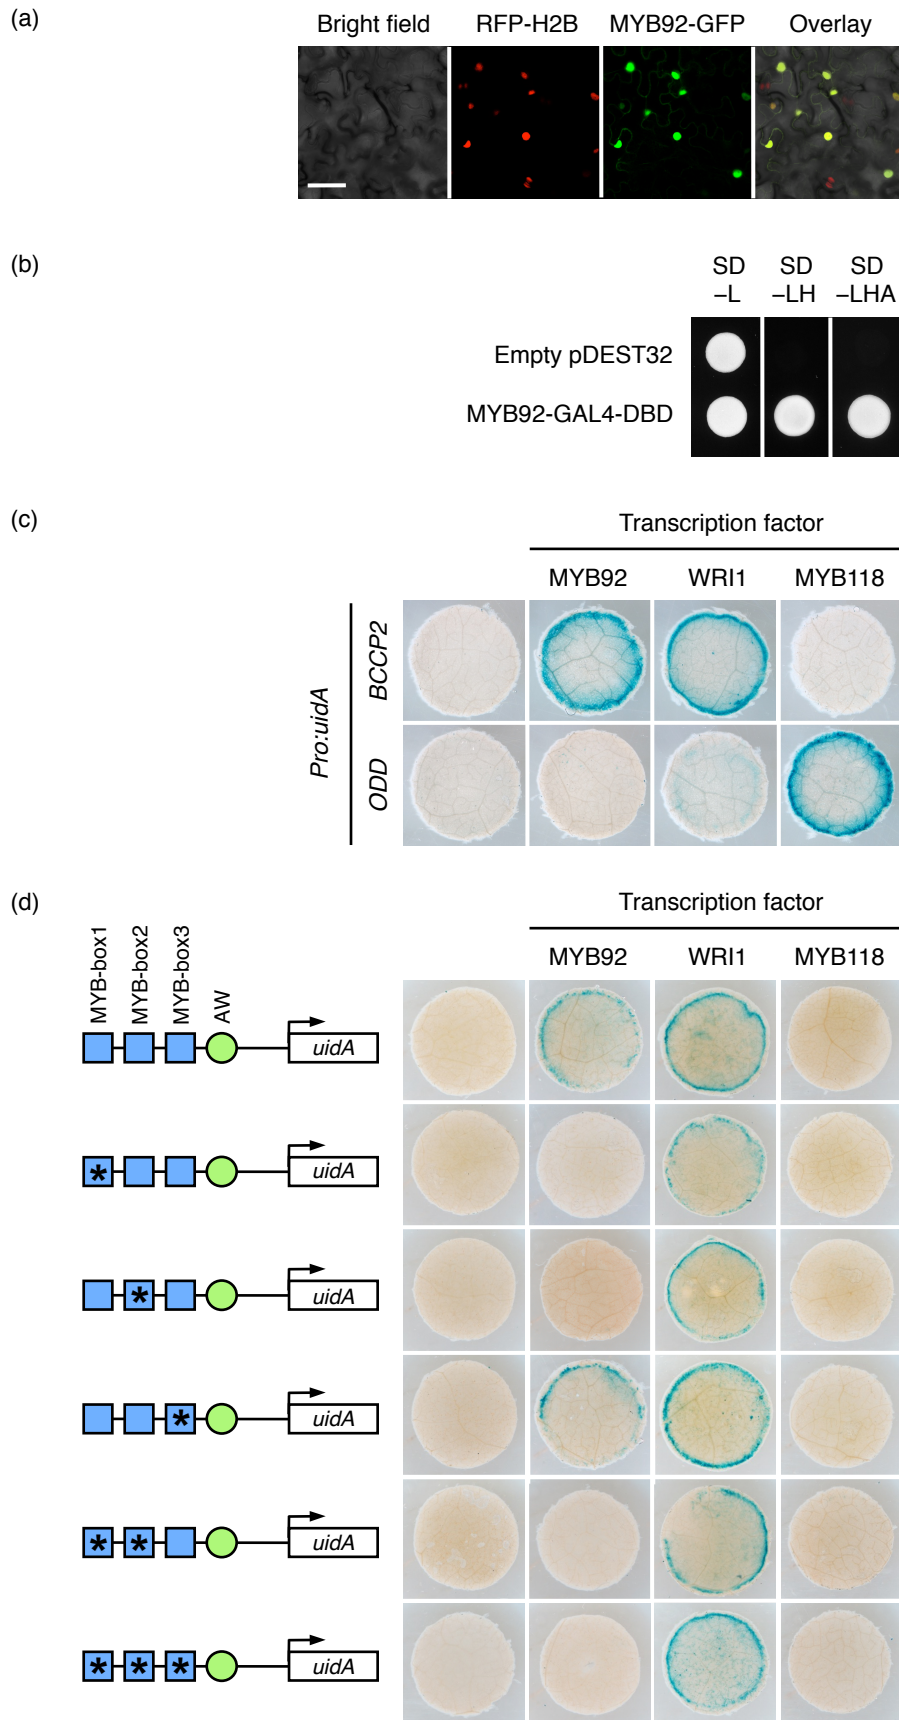 (a)
Bright field RFP-H2B MYB92-GFP Overlay
(b)
SD SD SD
–L –LH –LHA
Empty pDEST32
MYB92-GAL4-DBD
(c)
Transcription factor
MYB92 WRI1 MYB118
Pro:uidA
BCCP2
ODD
(d)
Transcription factor
MYB-box1 MYB-box2 MYB-box3 AW
MYB92 WRI1 MYB118
uidA
* uidA
* uidA
* uidA
* * uidA
* * * uidA